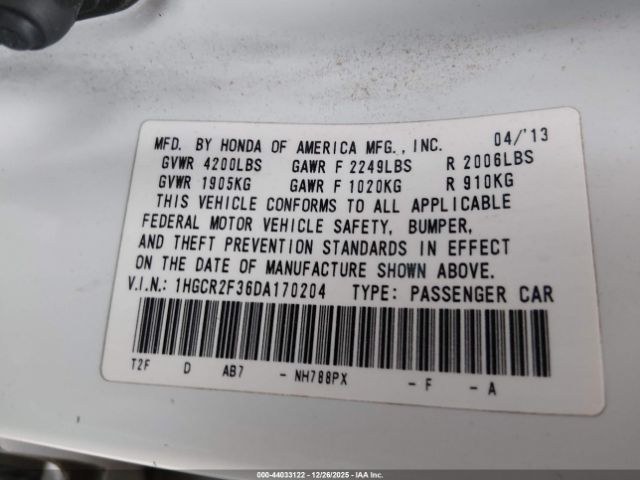 MFD. BY HONDA OF AMERICA MFG., INC. 04/'13
GVWR 4200LBS GAWR F 2249LBS R 2006LBS
GVWR 1905KG GAWR F 1020KG R 910KG
THIS VEHICLE CONFORMS TO ALL APPLICABLE
FEDERAL MOTOR VEHICLE SAFETY, BUMPER,
AND THEFT PREVENTION STANDARDS IN EFFECT
ON THE DATE OF MANUFACTURE SHOWN ABOVE.
V.I.N.: 1HGCR2F36DA170204 TYPE: PASSENGER CAR
T2F D AB7 - NH788PX - F - A
000-44033122 - 12/26/2025 - IAA Inc.